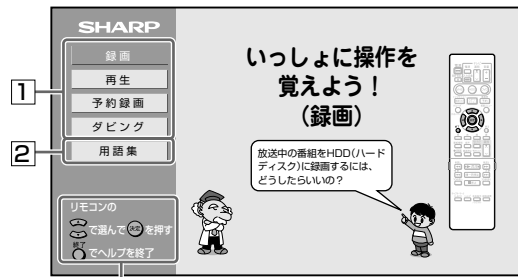 1
2
SHARP
録画
再生
予約録画
ダビング
用語集
リモコンの
で選んで 決定 を押す
終了
でヘルプを終了
いっしょに操作を
覚えよう！
（録画）
放送中の番組をHDD（ハード
ディスク）に録画するには、
どうしたらいいの？